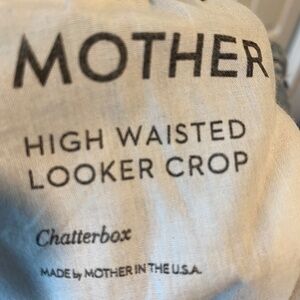 MOTHER
HIGH WAISTED
LOOKER CROP
Chatterbox
MADE by MOTHER IN THE U.S.A.